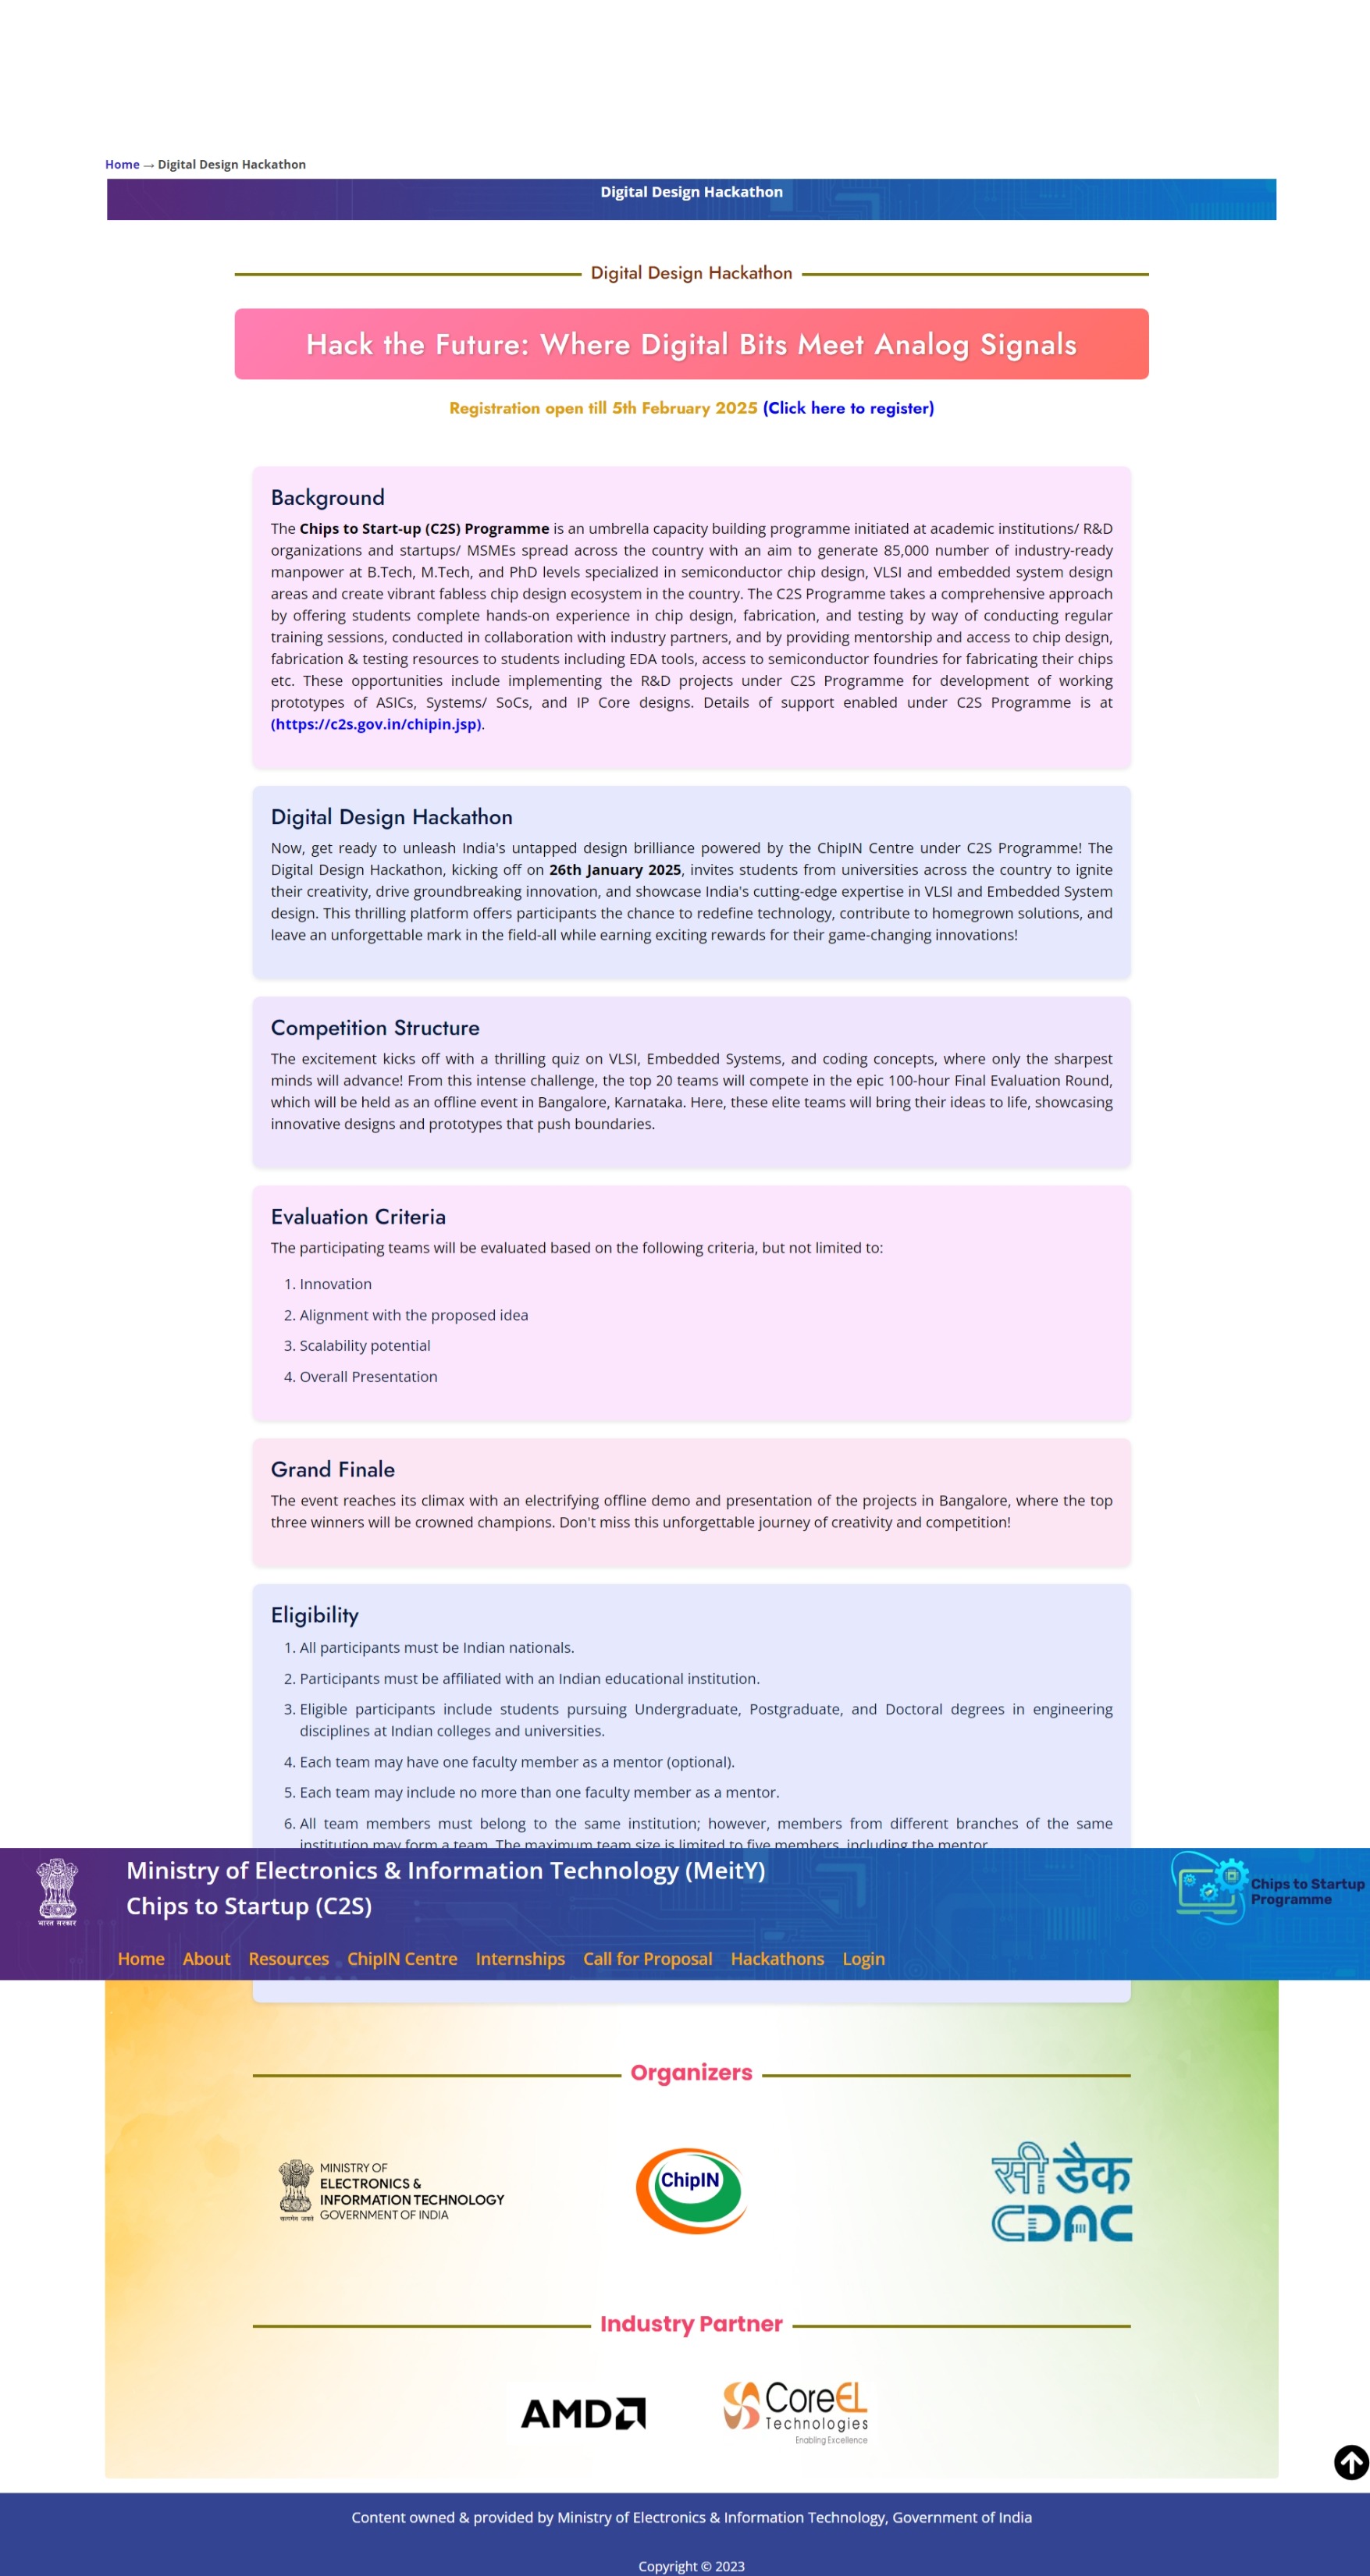 Home → Digital Design Hackathon
Digital Design Hackathon
Digital Design Hackathon
Hack the Future: Where Digital Bits Meet Analog Signals
Registration open till 5th February 2025 (Click here to register)
Background
The Chips to Start-up (C2S) Programme is an umbrella capacity building programme initiated at academic institutions/ R&D
organizations and startups/ MSMEs spread across the country with an aim to generate 85,000 number of industry-ready
manpower at B.Tech, M.Tech, and PhD levels specialized in semiconductor chip design, VLSI and embedded system design
areas and create vibrant fabless chip design ecosystem in the country. The C2S Programme takes a comprehensive approach
by offering students complete hands-on experience in chip design, fabrication, and testing by way of conducting regular
training sessions, conducted in collaboration with industry partners, and by providing mentorship and access to chip design,
fabrication & testing resources to students including EDA tools, access to semiconductor foundries for fabricating their chips
etc. These opportunities include implementing the R&D projects under C2S Programme for development of working
prototypes of ASICs, Systems/ SoCs, and IP Core designs. Details of support enabled under C2S Programme is at
(https://c2s.gov.in/chipin.jsp).
Digital Design Hackathon
Now, get ready to unleash India's untapped design brilliance powered by the ChipIN Centre under C2S Programme! The
Digital Design Hackathon, kicking off on 26th January 2025, invites students from universities across the country to ignite
their creativity, drive groundbreaking innovation, and showcase India's cutting-edge expertise in VLSI and Embedded System
design. This thrilling platform offers participants the chance to redefine technology, contribute to homegrown solutions, and
leave an unforgettable mark in the field-all while earning exciting rewards for their game-changing innovations!
Competition Structure
The excitement kicks off with a thrilling quiz on VLSI, Embedded Systems, and coding concepts, where only the sharpest
minds will advance! From this intense challenge, the top 20 teams will compete in the epic 100-hour Final Evaluation Round,
which will be held as an offline event in Bangalore, Karnataka. Here, these elite teams will bring their ideas to life, showcasing
innovative designs and prototypes that push boundaries.
Evaluation Criteria
The participating teams will be evaluated based on the following criteria, but not limited to:
1. Innovation
2. Alignment with the proposed idea
3. Scalability potential
4. Overall Presentation
Grand Finale
The event reaches its climax with an electrifying offline demo and presentation of the projects in Bangalore, where the top
three winners will be crowned champions. Don't miss this unforgettable journey of creativity and competition!
Eligibility
1. All participants must be Indian nationals.
2. Participants must be affiliated with an Indian educational institution.
3. Eligible participants include students pursuing Undergraduate, Postgraduate, and Doctoral degrees in engineering
disciplines at Indian colleges and universities.
4. Each team may have one faculty member as a mentor (optional).
5. Each team may include no more than one faculty member as a mentor.
6. All team members must belong to the same institution; however, members from different branches of the same
institution may form a team. The maximum team size is limited to five members, including the mentor.
भारत सरकार
Ministry of Electronics & Information Technology (MeitY)
Chips to Startup (C2S)
Chips to Startup
Programme
Home About Resources ChipIN Centre Internships Call for Proposal Hackathons Login
Organizers
सत्यमेव जयते
MINISTRY OF
ELECTRONICS &
INFORMATION TECHNOLOGY
GOVERNMENT OF INDIA
ChipIN
सी डैक
CDAC
Industry Partner
AMD
CoreEL
Technologies
Enabling Excellence
Content owned & provided by Ministry of Electronics & Information Technology, Government of India
Copyright © 2023